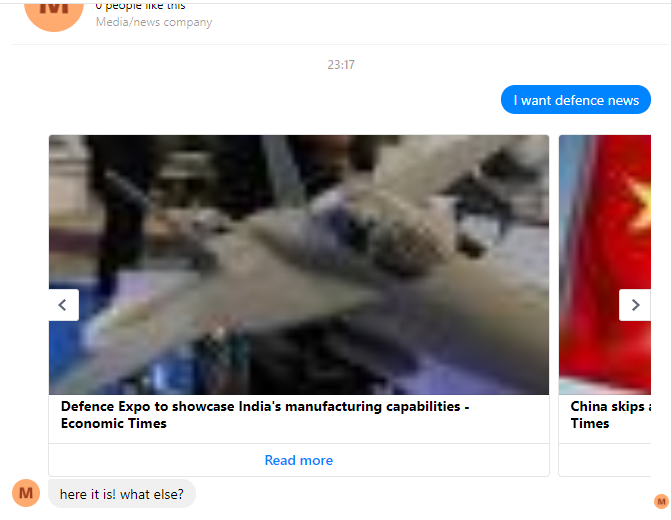 M
0 people like this
Media/news company
23:17
I want defence news
Defence Expo to showcase India's manufacturing capabilities -
Economic Times
Read more
China skips
Times
M
here it is! what else?
M